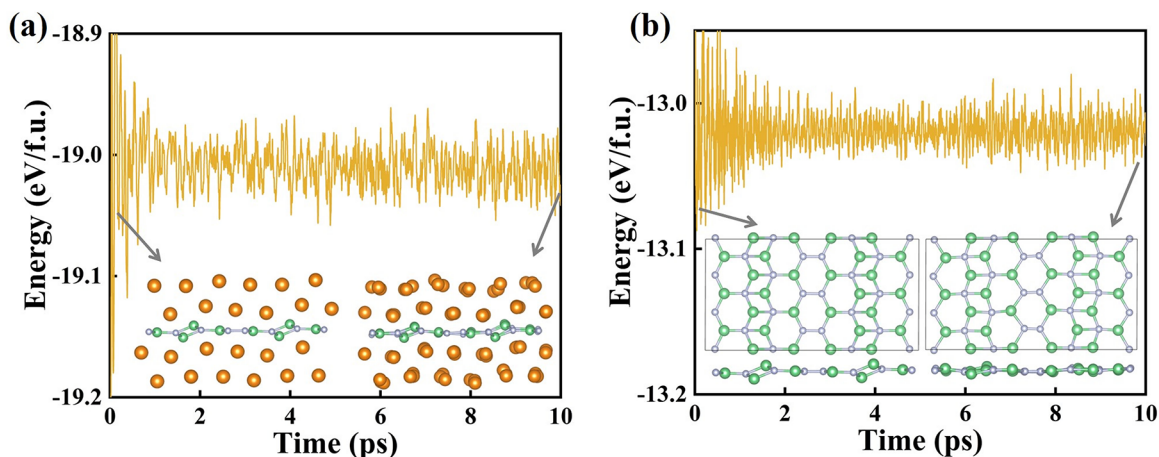 (a)
-18.9
-19.0
-19.1
-19.2
Energy (eV/f.u.)
0 2 4 6 8 10
Time (ps)
(b)
-13.0
-13.1
-13.2
Energy (eV/f.u.)
0 2 4 6 8 10
Time (ps)